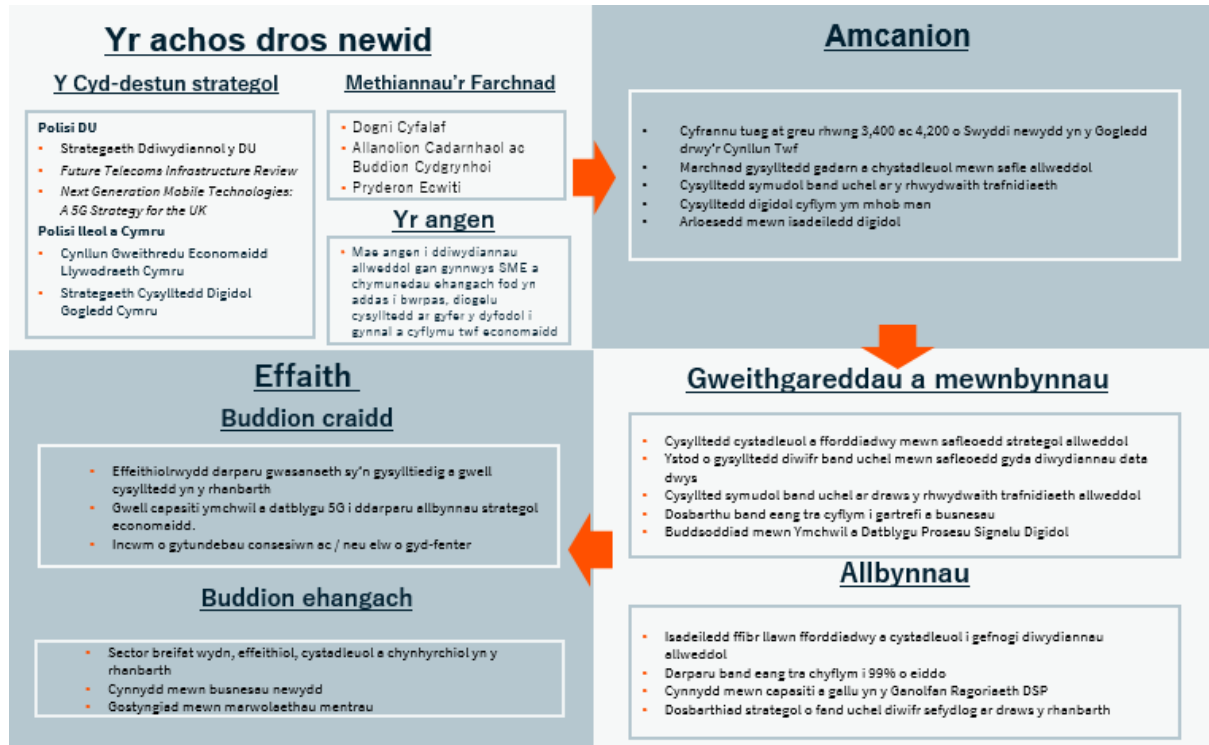 Yr achos dros newid
Y Cyd-destun strategol
Polisi DU
Strategaeth Ddiwydiannol y DU
Future Telecoms Infrastructure Review
Next Generation Mobile Technologies:
A 5G Strategy for the UK
Polisi lleol a Cymru
Cynllun Gweithredu Economaidd
Llywodraeth Cymru
Strategaeth Cysylltedd Digidol
Gogledd Cymru
Methiannau'r Farchnad
Dogni Cyfalaf
Allanolion Cadarnhaol ac
Buddion Cydgrynhoi
Pryderon Ecwiti
Yr angen
Mae angen i ddiwydiannau
allweddol gan gynnwys SME a
chymunedau ehangach fod yn
addas i bwrpas, diogelu
cysylltedd ar gyfer y dyfodol i
gynnal a cyflymu twf economaidd
Amcanion
Cyfrannu tuag at greu rhwng 3,400 ac 4,200 o Swyddi newydd yn y Gogledd
drwy'r Cynllun Twf
Marchnad gysylltedd gadarn a chystadleuol mewn safle allweddol
Cysylltedd symudol band uchel ar y rhwydwaith trafnidiaeth
Cysylltedd digidol cyflym ym mhob man
Arloesedd mewn isadeiledd digidol
Gweithgareddau a mewnbynnau
Cysylltedd cystadleuol a fforddiadwy mewn safleoedd strategol allweddol
Ystod o gysylltedd diwifr band uchel mewn safleoedd gyda diwydiannau data
dwys
Cysyllted symudol band uchel ar draws y rhwydwaith trafnidiaeth allweddol
Dosbarthu band eang tra cyflym i gartrefi a busnesau
Buddsoddiad mewn Ymchwil a Datblygu Prosesu Signalu Digidol
Allbynnau
Isadeiledd ffibr llawn fforddiadwy a cystadleuol i gefnogi diwydiannau
allweddol
Darparu band eang tra chyflym i 99% o eiddo
Cynnydd mewn capasiti a gallu yn y Ganolfan Ragoriaeth DSP
Dosbarthiad strategol o fand uchel diwifr sefydlog ar draws y rhanbarth
Effaith
Buddion craidd
Effeithiolrwydd darparu gwasanaeth sy'n gysylltiedig a gwell
cysylltedd yn y rhanbarth
Gwell capasiti ymchwil a datblygu 5G i ddarparu allbynnau strategol
economaidd.
Incwm o gytundebau consesiwn ac / neu elw o gyd-fenter
Buddion ehangach
Sector breifat wydn, effeithiol, cystadleuol a chynhyrchiol yn y
rhanbarth
Cynnydd mewn busnesau newydd
Gostyngiad mewn marwolaethau mentrau